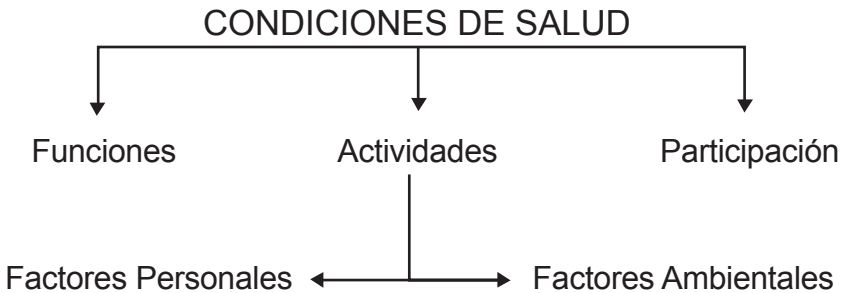 CONDICIONES DE SALUD
Funciones Actividades Participación
Factores Personales Factores Ambientales